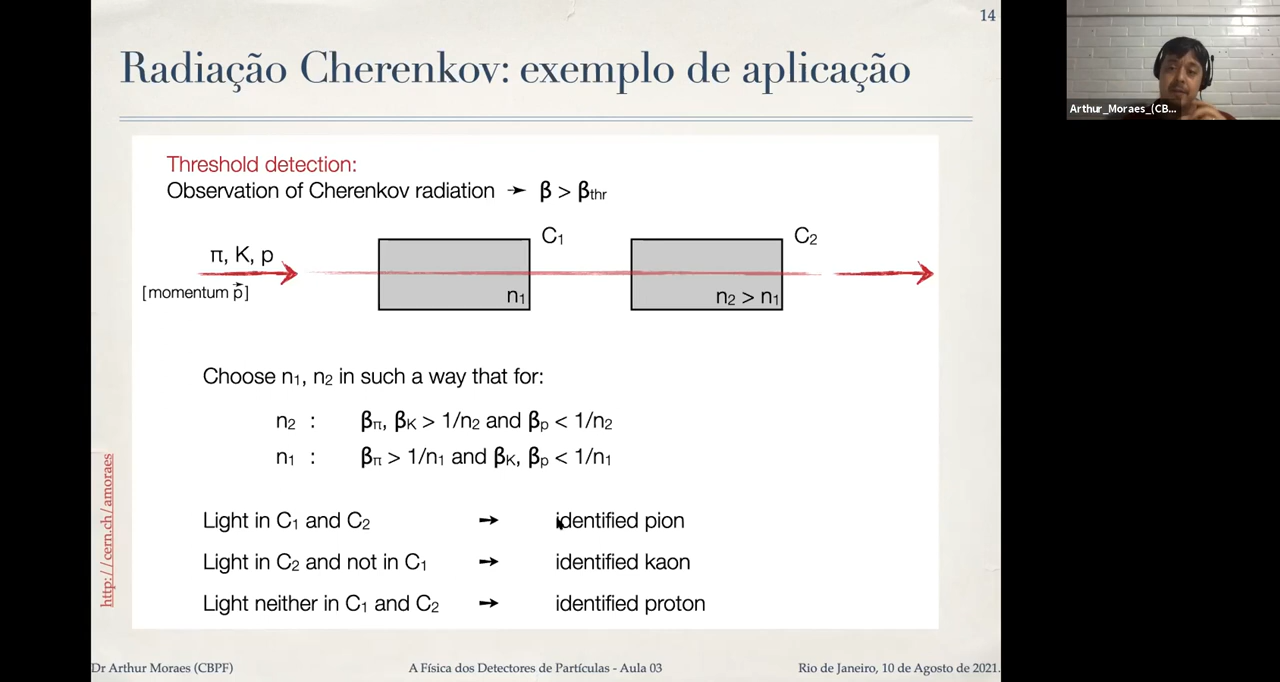 14
Radiação Cherenkov: exemplo de aplicação
Arthur_Moraes_(CB...
Threshold detection:
Observation of Cherenkov radiation → β > βthr
π, K, p
[momentum p⃗]
C1
n1
C2
n2 > n1
Choose n1, n2 in such a way that for:
n2 : βπ, βK > 1/n2 and βp < 1/n2
n1 : βπ > 1/n1 and βK, βp < 1/n1
Light in C1 and C2 → identified pion
Light in C2 and not in C1 → identified kaon
Light neither in C1 and C2 → identified proton
http://cern.ch/amoraes
Dr Arthur Moraes (CBPF) A Física dos Detectores de Partículas - Aula 03 Rio de Janeiro, 10 de Agosto de 2021.